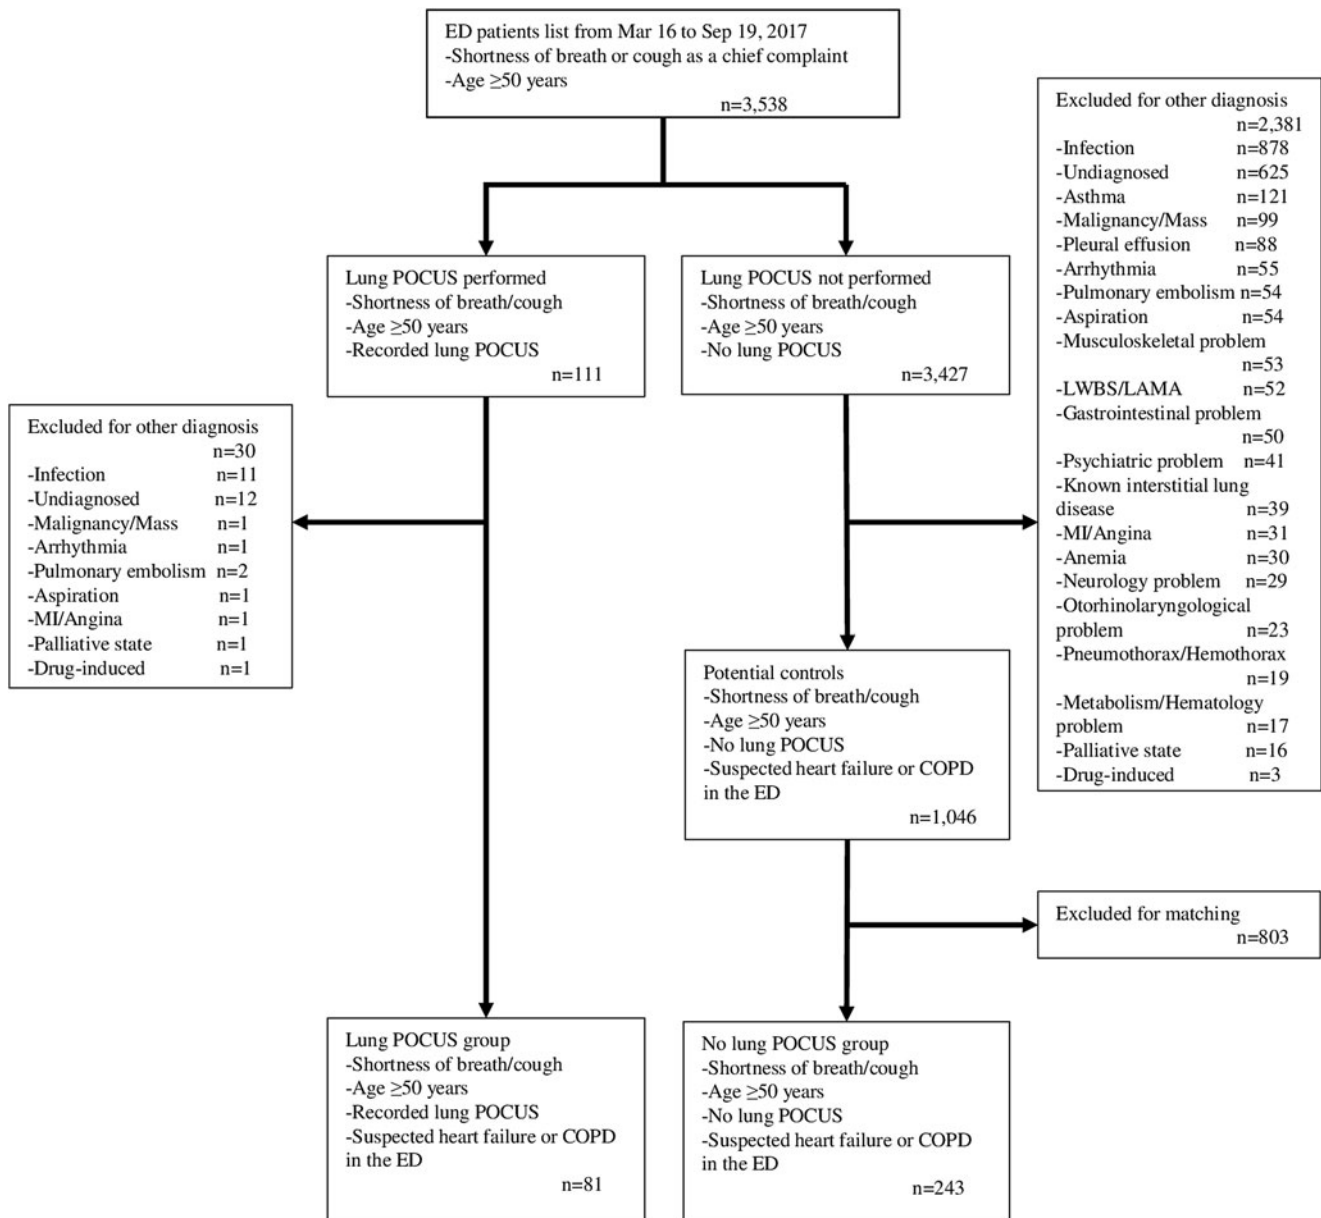 ED patients list from Mar 16 to Sep 19, 2017
-Shortness of breath or cough as a chief complaint
-Age ≥50 years
n=3,538
Excluded for other diagnosis
n=2,381
-Infection n=878
-Undiagnosed n=625
-Asthma n=121
-Malignancy/Mass n=99
-Pleural effusion n=88
-Arrhythmia n=55
-Pulmonary embolism n=54
-Aspiration n=54
-Musculoskeletal problem
n=53
-LWBS/LAMA n=52
-Gastrointestinal problem
n=50
-Psychiatric problem n=41
-Known interstitial lung
disease n=39
-MI/Angina n=31
-Anemia n=30
-Neurology problem n=29
-Otorhinolaryngological
problem n=23
-Pneumothorax/Hemothorax
n=19
-Metabolism/Hematology
problem n=17
-Palliative state n=16
-Drug-induced n=3
Lung POCUS performed
-Shortness of breath/cough
-Age ≥50 years
-Recorded lung POCUS
n=111
Lung POCUS not performed
-Shortness of breath/cough
-Age ≥50 years
-No lung POCUS
n=3,427
Excluded for other diagnosis
n=30
-Infection n=11
-Undiagnosed n=12
-Malignancy/Mass n=1
-Arrhythmia n=1
-Pulmonary embolism n=2
-Aspiration n=1
-MI/Angina n=1
-Palliative state n=1
-Drug-induced n=1
Potential controls
-Shortness of breath/cough
-Age ≥50 years
-No lung POCUS
-Suspected heart failure or COPD
in the ED
n=1,046
Excluded for matching
n=803
Lung POCUS group
-Shortness of breath/cough
-Age ≥50 years
-Recorded lung POCUS
-Suspected heart failure or COPD
in the ED
n=81
No lung POCUS group
-Shortness of breath/cough
-Age ≥50 years
-No lung POCUS
-Suspected heart failure or COPD
in the ED
n=243